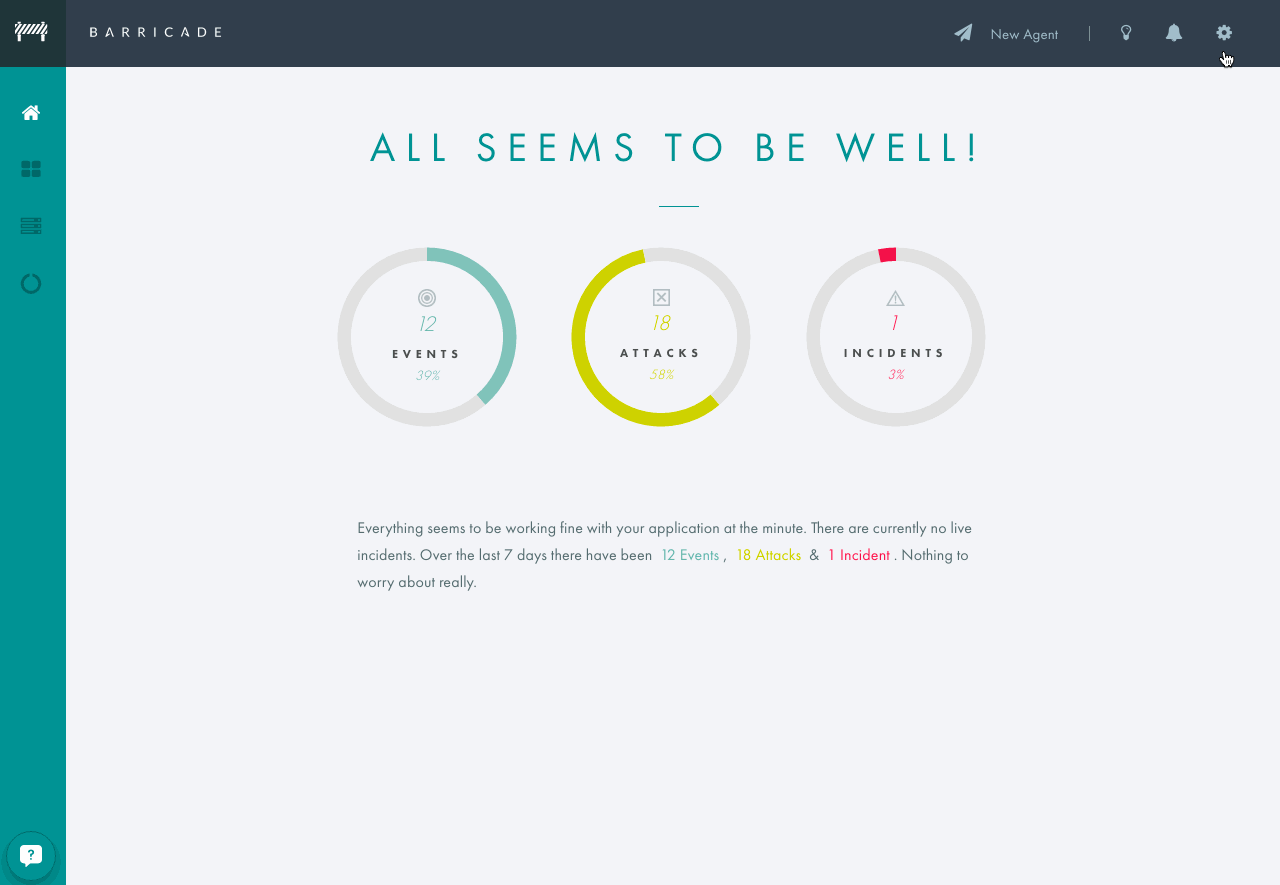 BARRICADE
New Agent
ALL SEEMS TO BE WELL!
12
EVENTS
39%
18
ATTACKS
58%
1
INCIDENTS
3%
Everything seems to be working fine with your application at the minute. There are currently no live
incidents. Over the last 7 days there have been 12 Events , 18 Attacks & 1 Incident . Nothing to
worry about really.
?